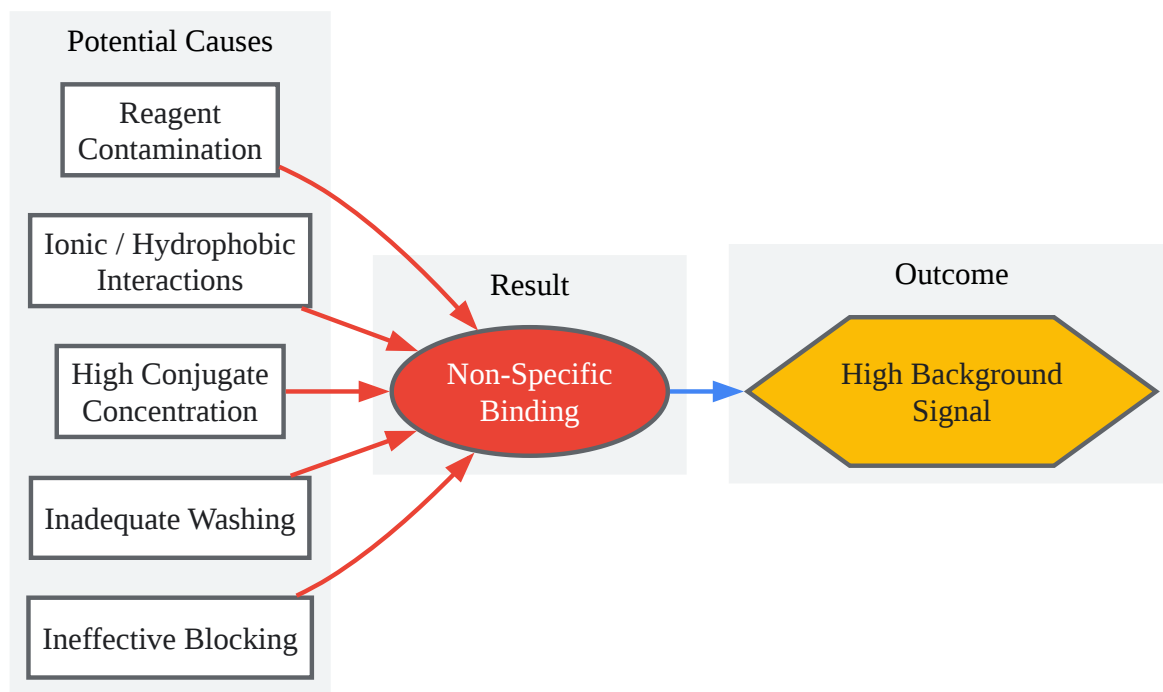 Potential Causes
Reagent
Contamination
Ionic / Hydrophobic
Interactions
High Conjugate
Concentration
Inadequate Washing
Ineffective Blocking
Result
Non-Specific
Binding
Outcome
High Background
Signal